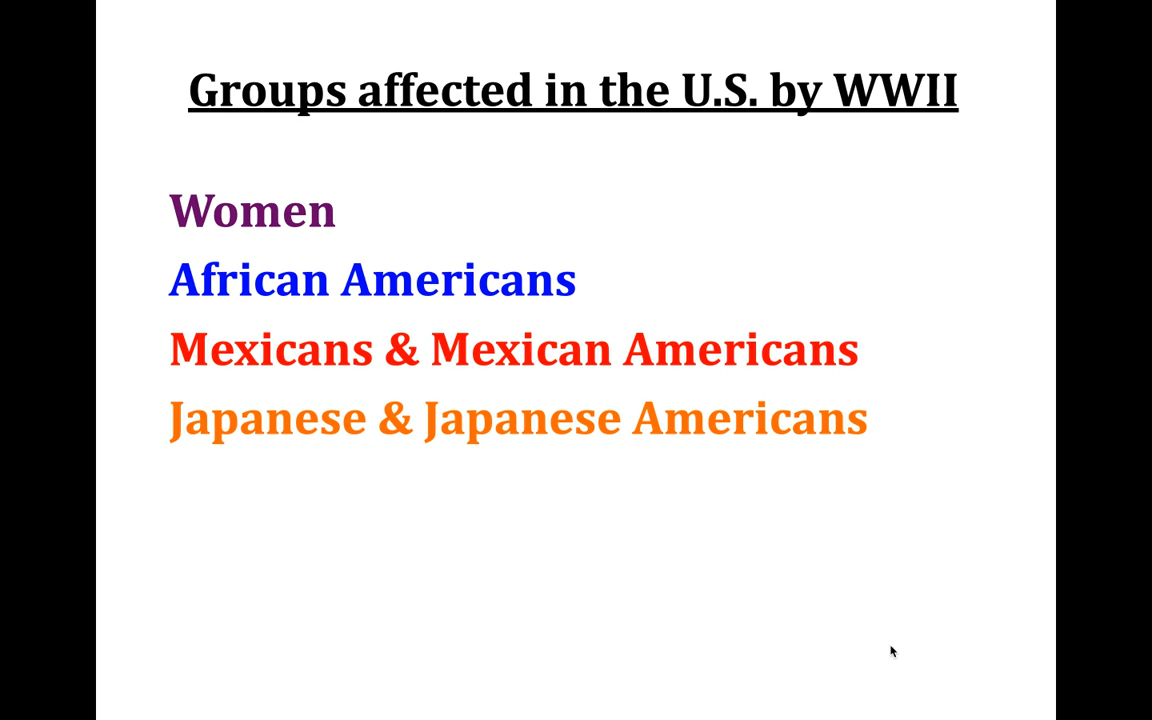 Groups affected in the U.S. by WWII
Women
African Americans
Mexicans & Mexican Americans
Japanese & Japanese Americans